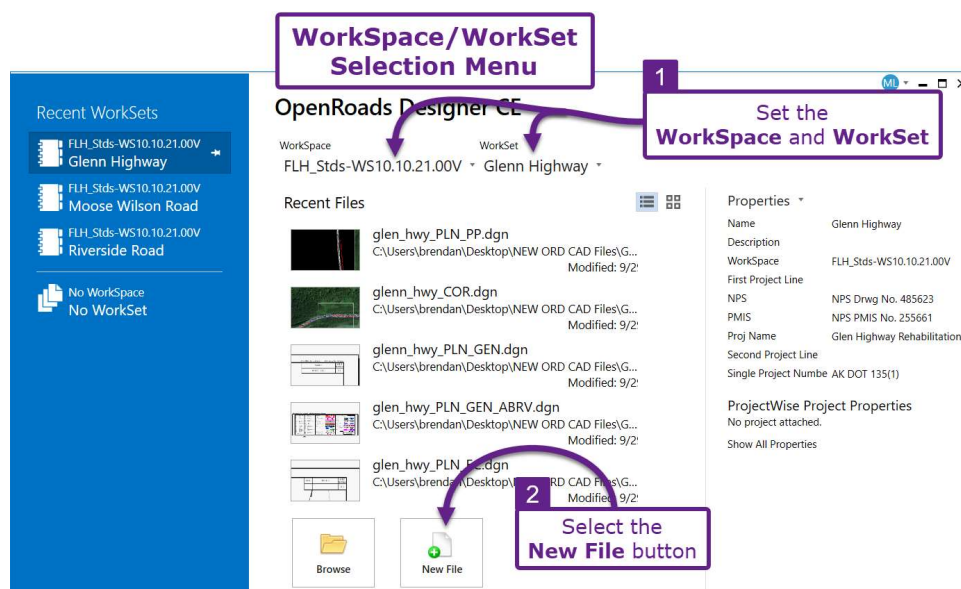 WorkSpace/WorkSet
Selection Menu
1
Set the
WorkSpace and WorkSet
ML
Recent WorkSets
FLH_Stds-WS10.10.21.00V
Glenn Highway
FLH_Stds-WS10.10.21.00V
Moose Wilson Road
FLH_Stds-WS10.10.21.00V
Riverside Road
No WorkSpace
No WorkSet
OpenRoads Designer CE
WorkSpace
WorkSet
FLH_Stds-WS10.10.21.00V
Glenn Highway
Recent Files
glen_hwy_PLN_PP.dgn
C:\Users\brendan\Desktop\NEW ORD CAD Files\G...
Modified: 9/2
glenn_hwy_COR.dgn
C:\Users\brendan\Desktop\NEW ORD CAD Files\G...
Modified: 9/2
glenn_hwy_PLN_GEN.dgn
C:\Users\brendan\Desktop\NEW ORD CAD Files\G...
Modified: 9/2
glen_hwy_PLN_GEN_ABRV.dgn
C:\Users\brendan\Desktop\NEW ORD CAD Files\G...
Modified: 9/2
glen_hwy_PLN_.dgn
C:\Users\brendan\Desktop\ RD CAD Files\G...
Modified: 9/2
2
Select the
New File button
Browse
New File
Properties
Name Glenn Highway
Description
WorkSpace FLH_Stds-WS10.10.21.00V
First Project Line
NPS NPS Drwg No. 485623
PMIS NPS PMIS No. 255661
Proj Name Glen Highway Rehabilitation
Second Project Line
Single Project Numbe AK DOT 135(1)
ProjectWise Project Properties
No project attached.
Show All Properties